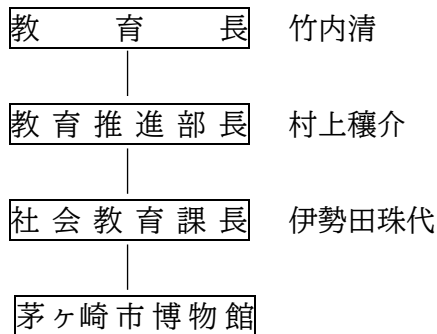 教育長 竹内清
教育推進部長 村上穰介
社会教育課長 伊勢田珠代
茅ヶ崎市博物館